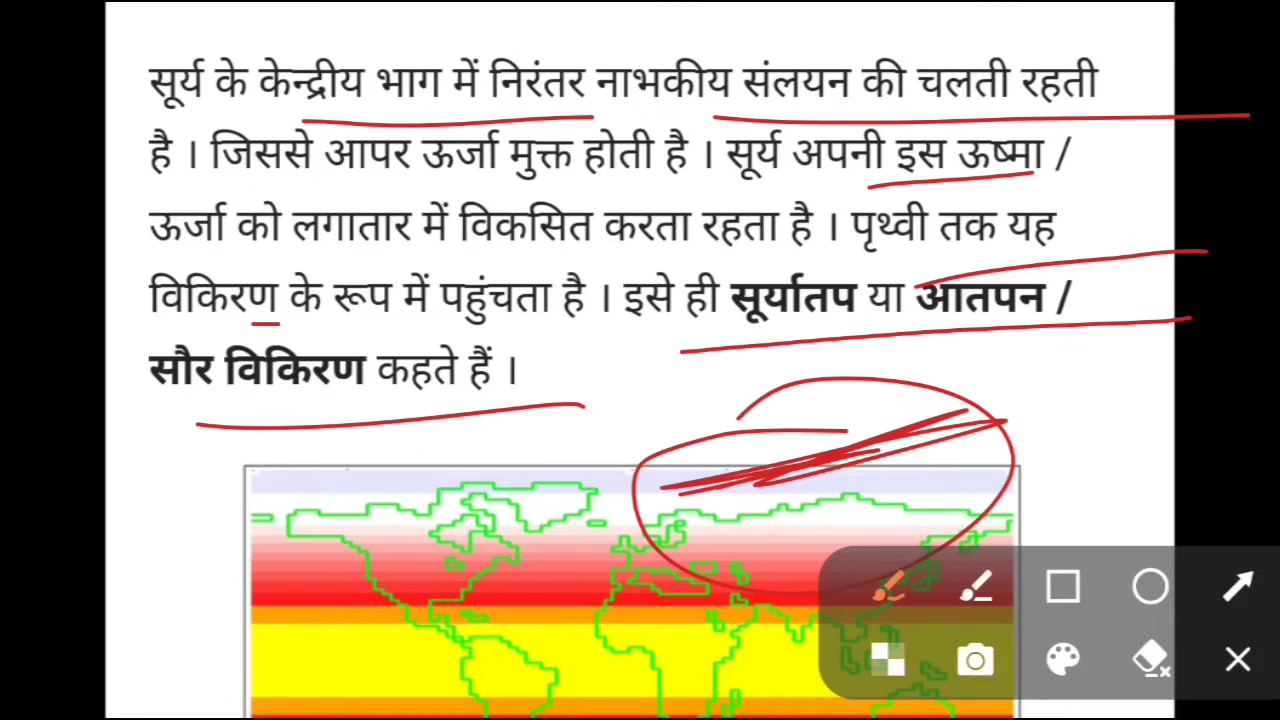 सूर्य के केन्द्रीय भाग में निरंतर नाभकीय संलयन की चलती रहती
है । जिससे आपर ऊर्जा मुक्त होती है । सूर्य अपनी इस ऊष्मा /
ऊर्जा को लगातार में विकसित करता रहता है । पृथ्वी तक यह
विकिरण के रूप में पहुंचता है । इसे ही सूर्यातप या आतपन /
सौर विकिरण कहते हैं ।